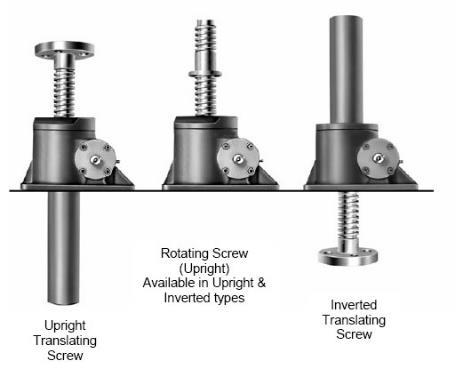 Rotating Screw
(Upright)
Available in Upright &
Inverted types
Upright
Translating
Screw
Inverted
Translating
Screw